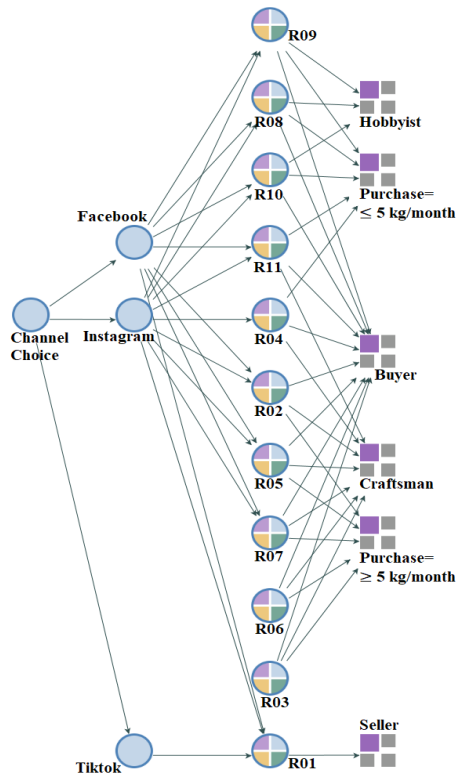 R09
R08
Hobbyist
R10
Purchase=
≤ 5 kg/month
Facebook
R11
Channel
Choice
Instagram
R04
Buyer
R02
R05
Craftsman
R07
Purchase=
≥ 5 kg/month
R06
R03
Seller
Tiktok
R01